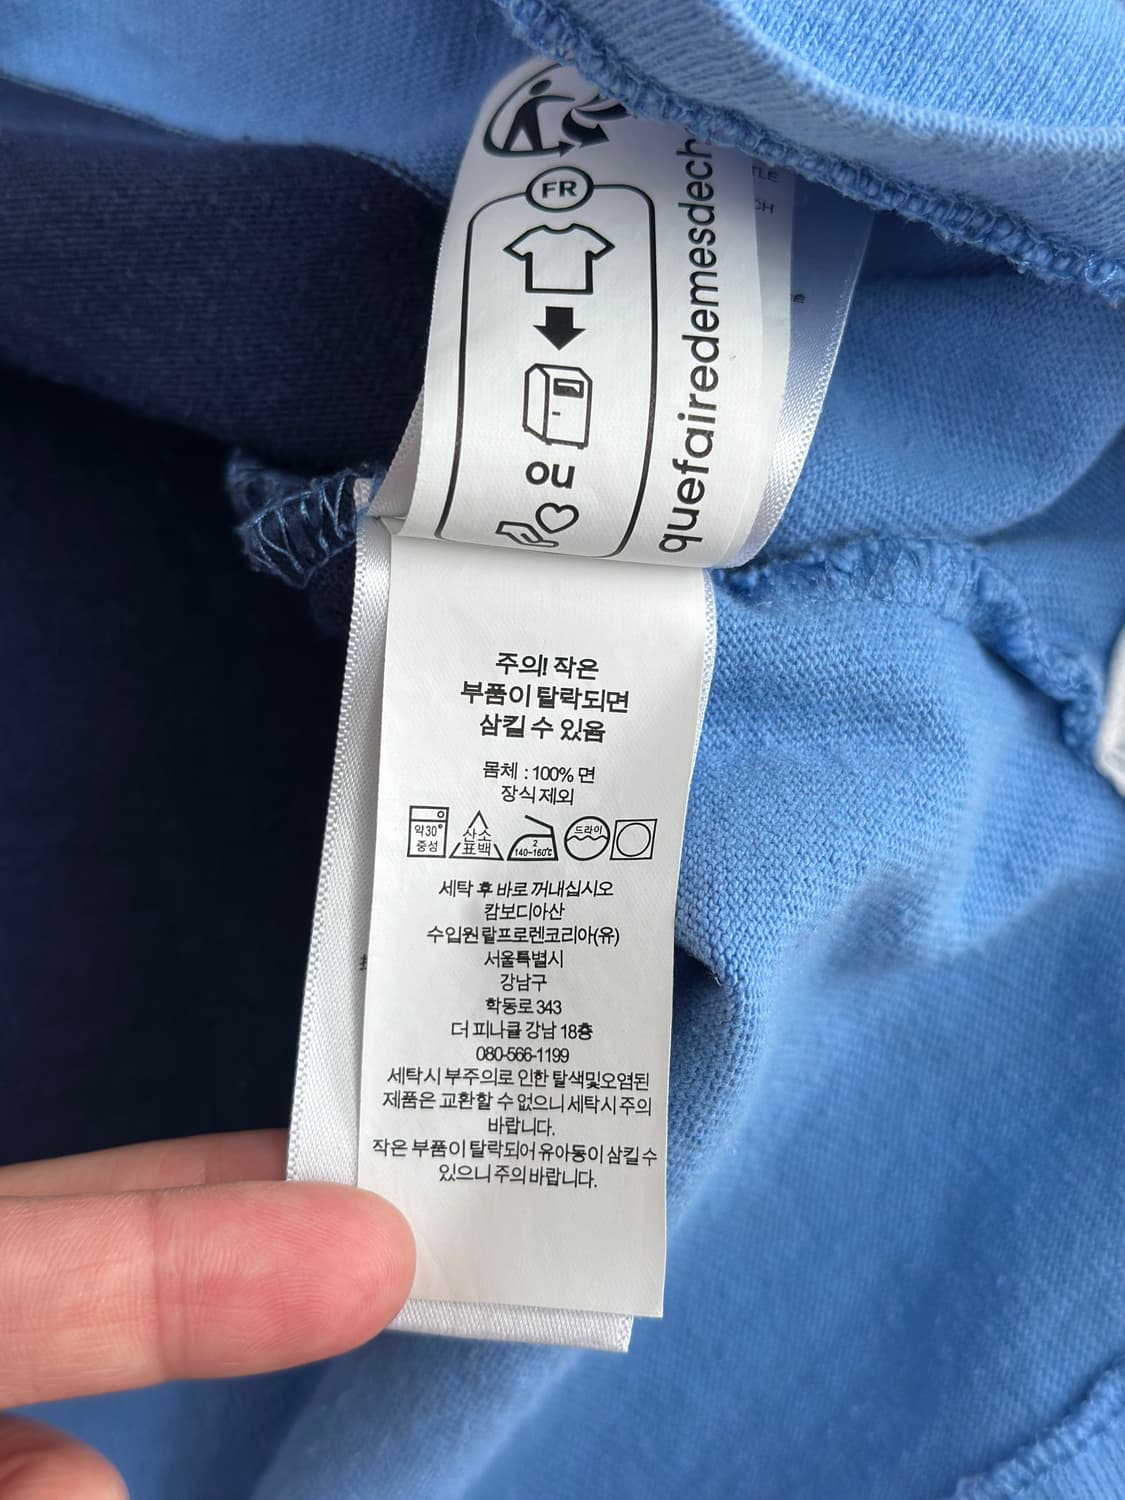 FR
OU
quefairedemesdech
주의! 작은
부품이 탈락되면
삼킬 수 있음
몸체 : 100% 면
장식 제외
약30°
중성
산소
표백
2
140~160℃
드라이
세탁 후 바로 꺼내십시오
캄보디아산
수입원 랄프로렌코리아(유)
서울특별시
강남구
학동로 343
더 피나클 강남 18층
080-566-1199
세탁시 부주의로 인한 탈색및오염된
제품은 교환할 수 없으니 세탁시 주의
바랍니다.
작은 부품이 탈락되어 유아동이 삼킬 수
있으니 주의 바랍니다.